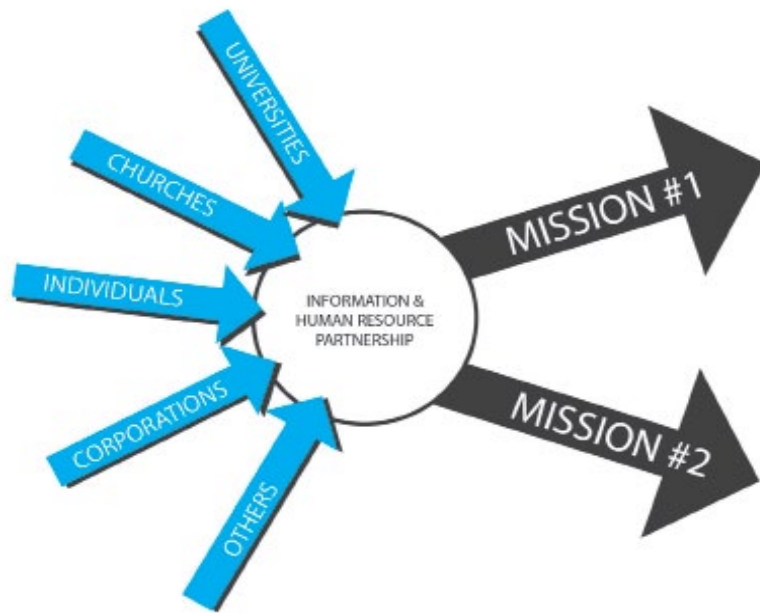 UNIVERSITIES
CHURCHES
INDIVIDUALS
CORPORATIONS
OTHERS
INFORMATION &
HUMAN RESOURCE
PARTNERSHIP
MISSION #1
MISSION #2